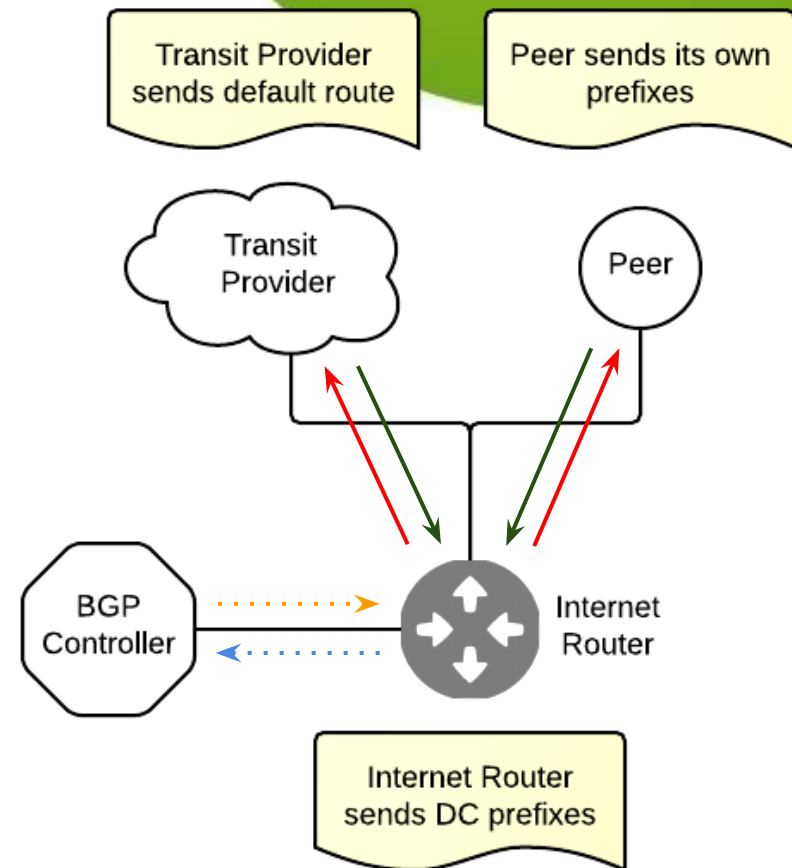 Transit Provider
sends default route
Peer sends its own
prefixes
Transit
Provider
Peer
BGP
Controller
Internet
Router
Internet Router
sends DC prefixes